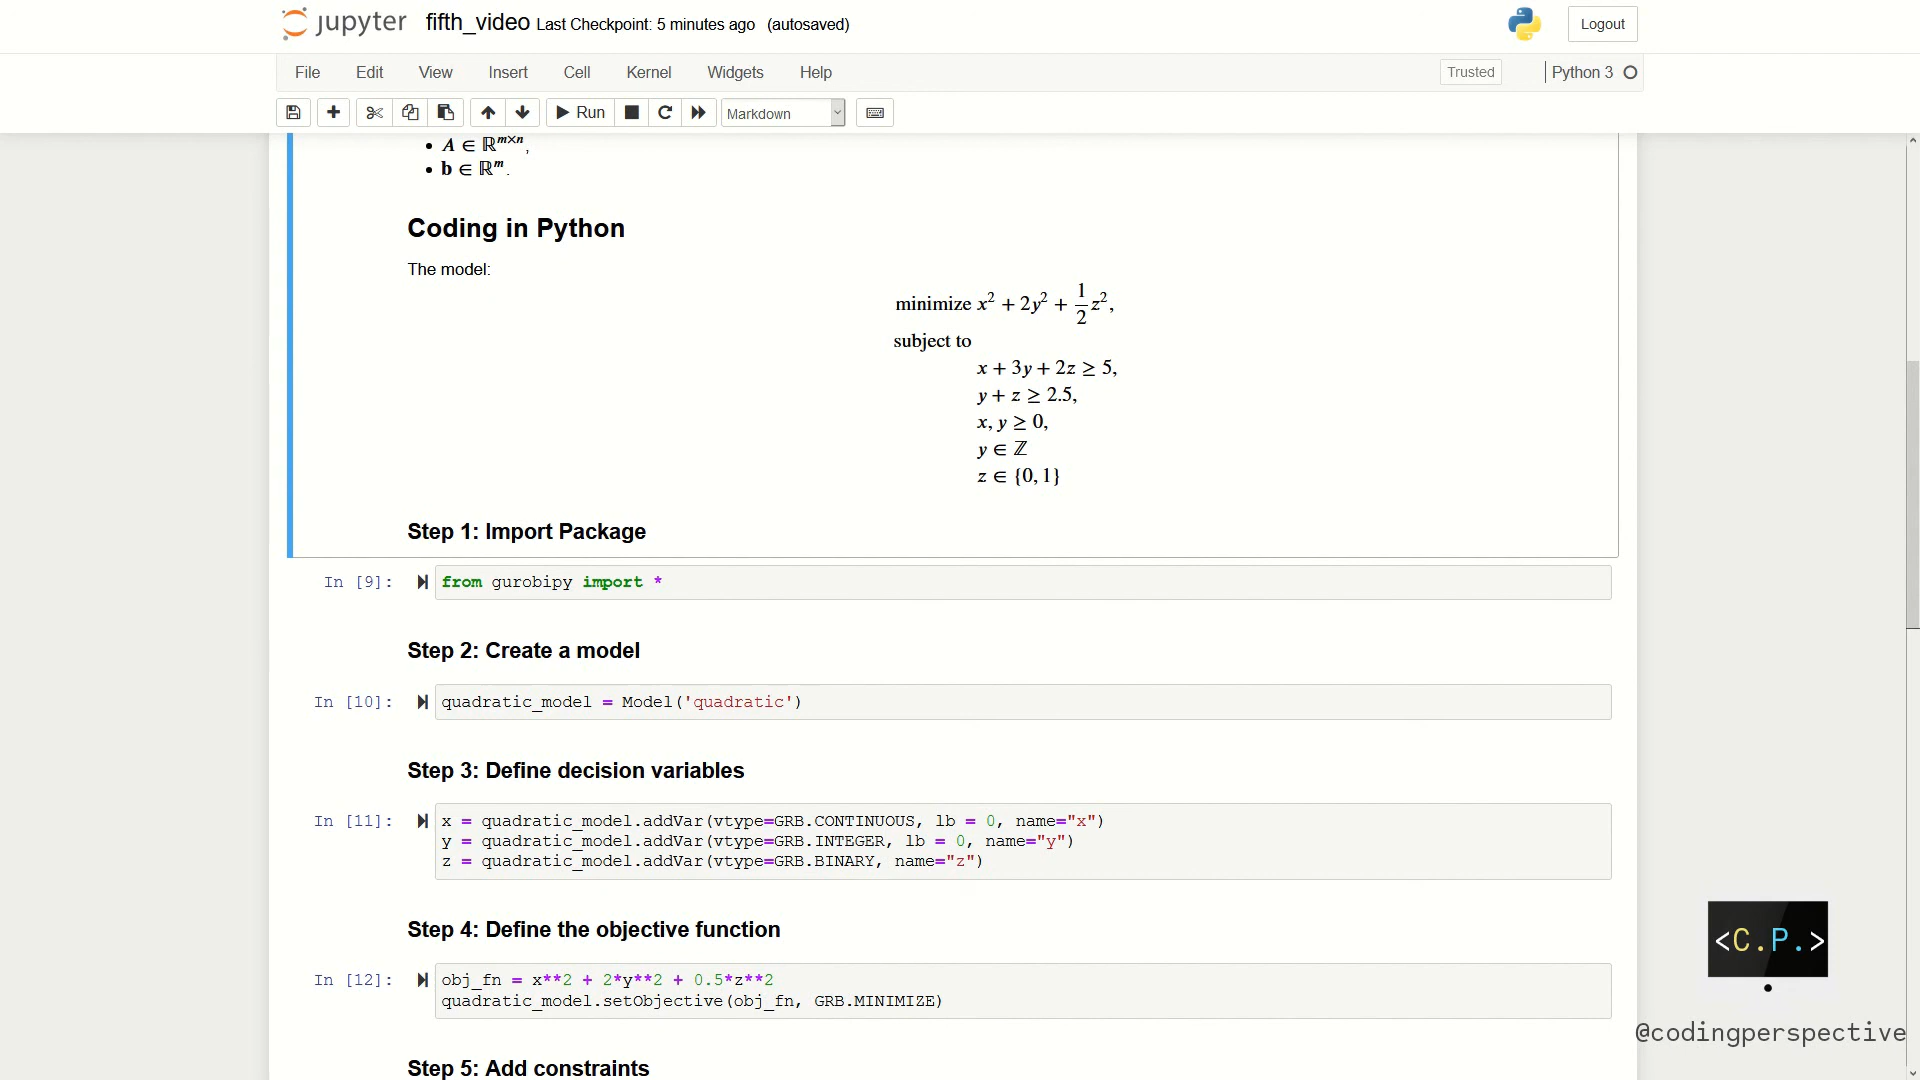 jupyter fifth_video Last Checkpoint: 5 minutes ago (autosaved) Logout
File Edit View Insert Cell Kernel Widgets Help Trusted Python 3
Run Markdown
• A ∈ ℝᵐˣⁿ,
• b ∈ ℝᵐ.
Coding in Python
The model:
minimize x² + 2y² + 1/2 z²,
subject to
x + 3y + 2z ≥ 5,
y + z ≥ 2.5,
x, y ≥ 0,
y ∈ ℤ
z ∈ {0, 1}
Step 1: Import Package
In [9]: from gurobipy import *
Step 2: Create a model
In [10]: quadratic_model = Model('quadratic')
Step 3: Define decision variables
In [11]: x = quadratic_model.addVar(vtype=GRB.CONTINUOUS, lb = 0, name="x")
y = quadratic_model.addVar(vtype=GRB.INTEGER, lb = 0, name="y")
z = quadratic_model.addVar(vtype=GRB.BINARY, name="z")
Step 4: Define the objective function
In [12]: obj_fn = x**2 + 2*y**2 + 0.5*z**2
quadratic_model.setObjective(obj_fn, GRB.MINIMIZE)
Step 5: Add constraints
<C.P.>
@codingperspective